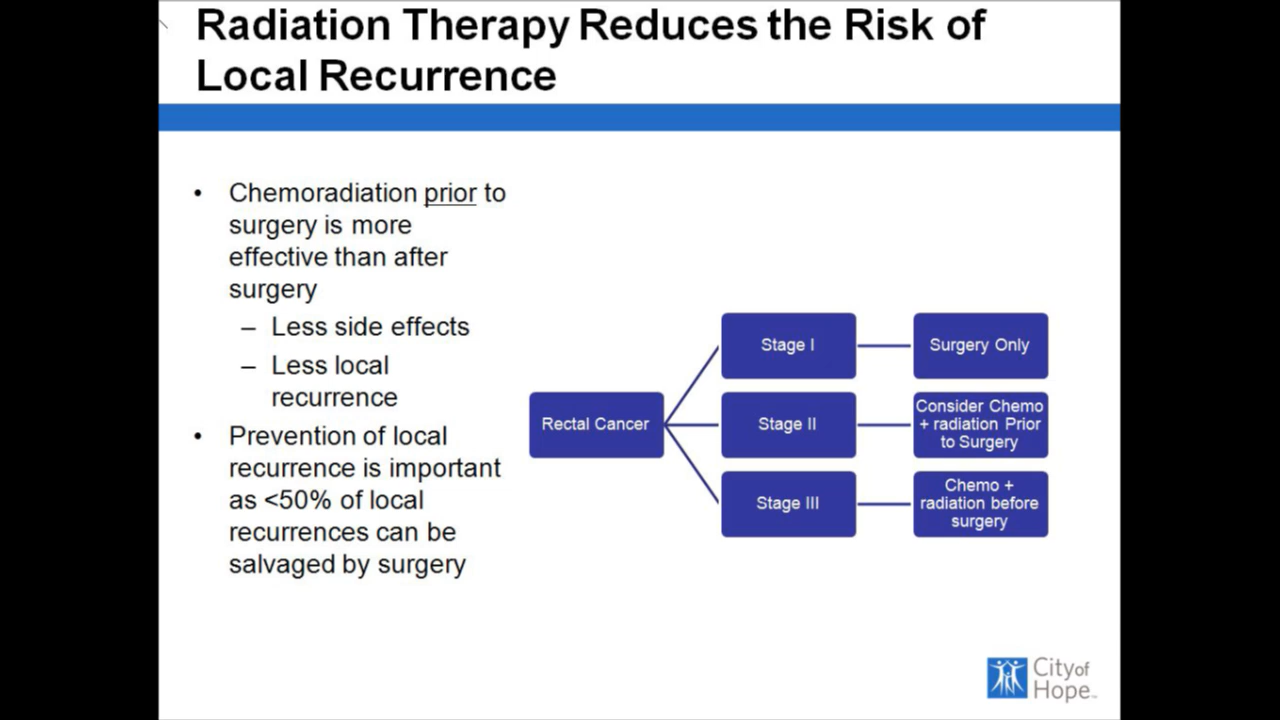 Radiation Therapy Reduces the Risk of
Local Recurrence
• Chemoradiation prior to
surgery is more
effective than after
surgery
– Less side effects
– Less local
recurrence
• Prevention of local
recurrence is important
as <50% of local
recurrences can be
salvaged by surgery
Rectal Cancer
Stage I
Surgery Only
Stage II
Consider Chemo
+ radiation Prior
to Surgery
Stage III
Chemo +
radiation before
surgery
City of
Hope™